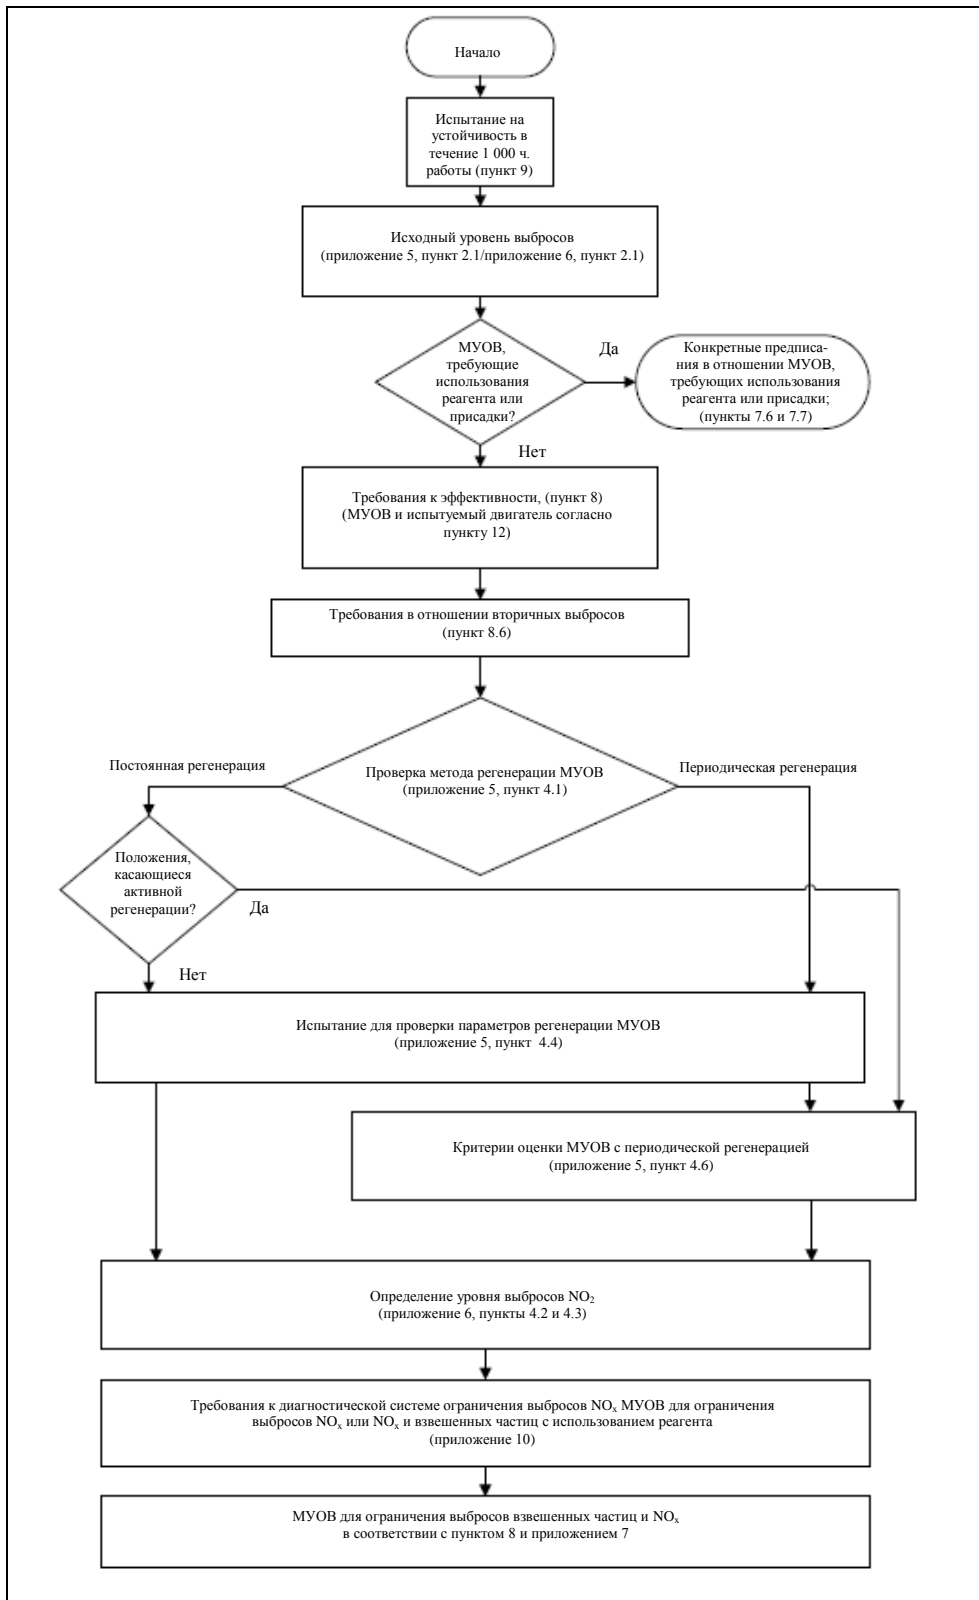 Начало
Испытание на
устойчивость в
течение 1 000 ч.
работы (пункт 9)
Исходный уровень выбросов
(приложение 5, пункт 2.1/приложение 6, пункт 2.1)
МУОВ,
требующие
использования
реагента или
присадки?
Да
Конкретные предписа-
ния в отношении МУОВ,
требующих использования
реагента или присадки;
(пункты 7.6 и 7.7)
Нет
Требования к эффективности, (пункт 8)
(МУОВ и испытуемый двигатель согласно
пункту 12)
Требования в отношении вторичных выбросов
(пункт 8.6)
Постоянная регенерация
Проверка метода регенерации МУОВ
(приложение 5, пункт 4.1)
Периодическая регенерация
Положения,
касающиеся
активной
регенерации?
Да
Нет
Испытание для проверки параметров регенерации МУОВ
(приложение 5, пункт 4.4)
Критерии оценки МУОВ с периодической регенерацией
(приложение 5, пункт 4.6)
Определение уровня выбросов NO₂
(приложение 6, пункты 4.2 и 4.3)
Требования к диагностической системе ограничения выбросов NOₓ МУОВ для ограничения
выбросов NOₓ или NOₓ и взвешенных частиц с использованием реагента
(приложение 10)
МУОВ для ограничения выбросов взвешенных частиц и NOₓ
в соответствии с пунктом 8 и приложением 7